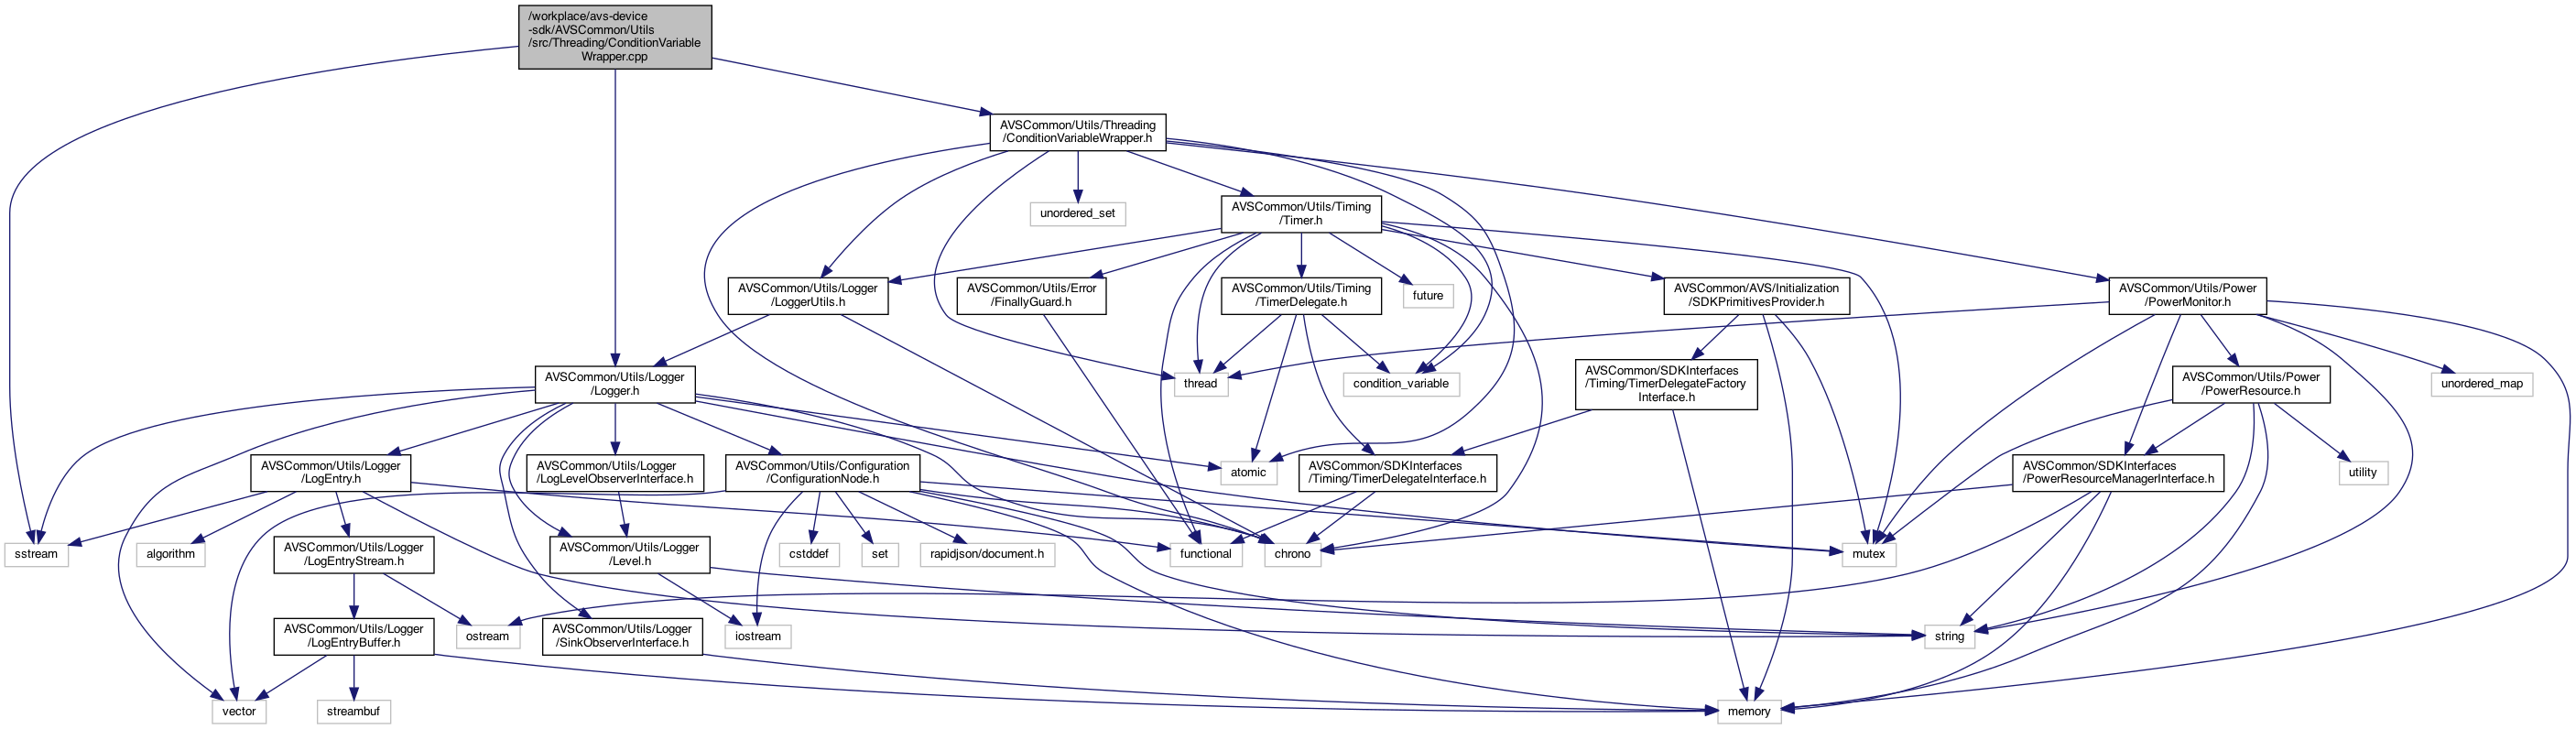 /workplace/avs-device
-sdk/AVSCommon/Utils
/src/Threading/ConditionVariable
Wrapper.cpp
AVSCommon/Utils/Threading
/ConditionVariableWrapper.h
unordered_set
AVSCommon/Utils/Timing
/Timer.h
AVSCommon/Utils/Logger
/LoggerUtils.h
AVSCommon/Utils/Error
/FinallyGuard.h
AVSCommon/Utils/Timing
/TimerDelegate.h
future
AVSCommon/AVS/Initialization
/SDKPrimitivesProvider.h
AVSCommon/Utils/Power
/PowerMonitor.h
AVSCommon/Utils/Logger
/Logger.h
thread
condition_variable
AVSCommon/SDKInterfaces
/Timing/TimerDelegateFactory
Interface.h
AVSCommon/Utils/Power
/PowerResource.h
unordered_map
AVSCommon/Utils/Logger
/LogEntry.h
AVSCommon/Utils/Logger
/LogLevelObserverInterface.h
AVSCommon/Utils/Configuration
/ConfigurationNode.h
atomic
AVSCommon/SDKInterfaces
/Timing/TimerDelegateInterface.h
AVSCommon/SDKInterfaces
/PowerResourceManagerInterface.h
utility
sstream
algorithm
AVSCommon/Utils/Logger
/LogEntryStream.h
AVSCommon/Utils/Logger
/Level.h
cstddef
set
rapidjson/document.h
functional
chrono
mutex
AVSCommon/Utils/Logger
/LogEntryBuffer.h
ostream
AVSCommon/Utils/Logger
/SinkObserverInterface.h
iostream
string
vector
streambuf
memory